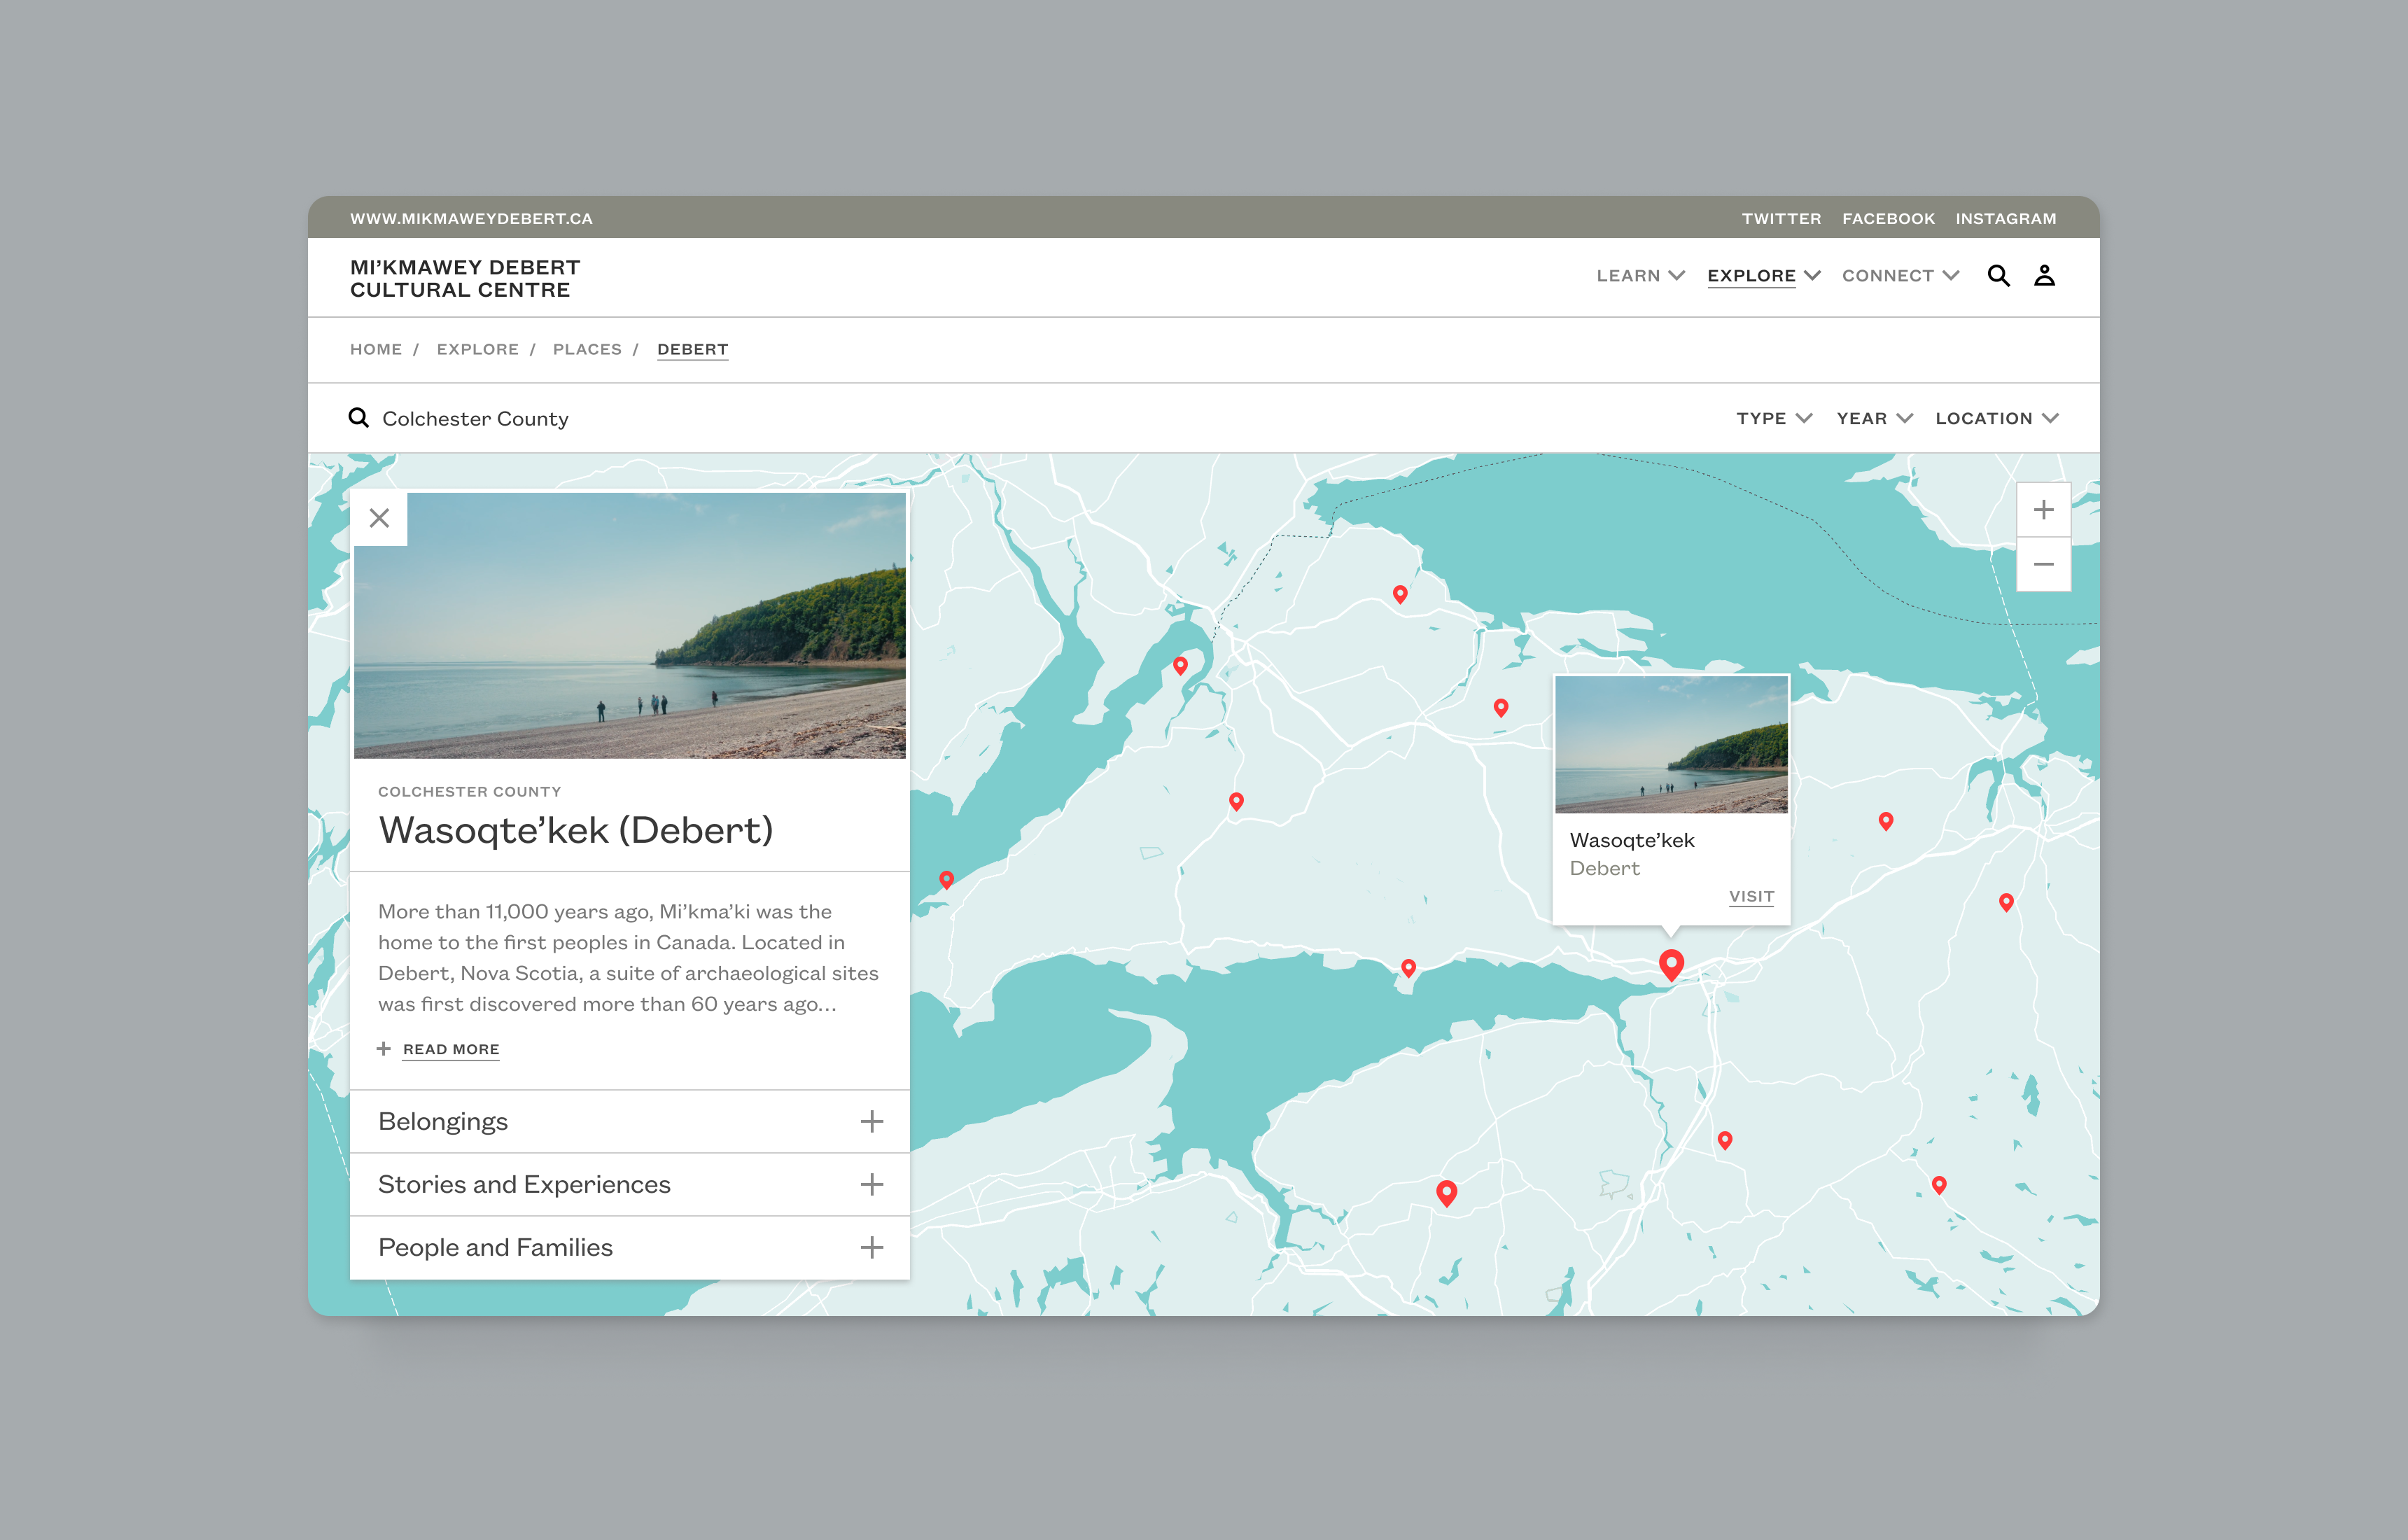 WWW.MIKMAWEYDEBERT.CA
TWITTER FACEBOOK INSTAGRAM
MI’KMAWEY DEBERT
CULTURAL CENTRE
LEARN EXPLORE CONNECT
HOME / EXPLORE / PLACES / DEBERT
Colchester County
TYPE YEAR LOCATION
COLCHESTER COUNTY
Wasoqte’kek (Debert)
More than 11,000 years ago, Mi’kma’ki was the
home to the first peoples in Canada. Located in
Debert, Nova Scotia, a suite of archaeological sites
was first discovered more than 60 years ago...
+ READ MORE
Belongings +
Stories and Experiences +
People and Families +
Wasoqte’kek
Debert
VISIT